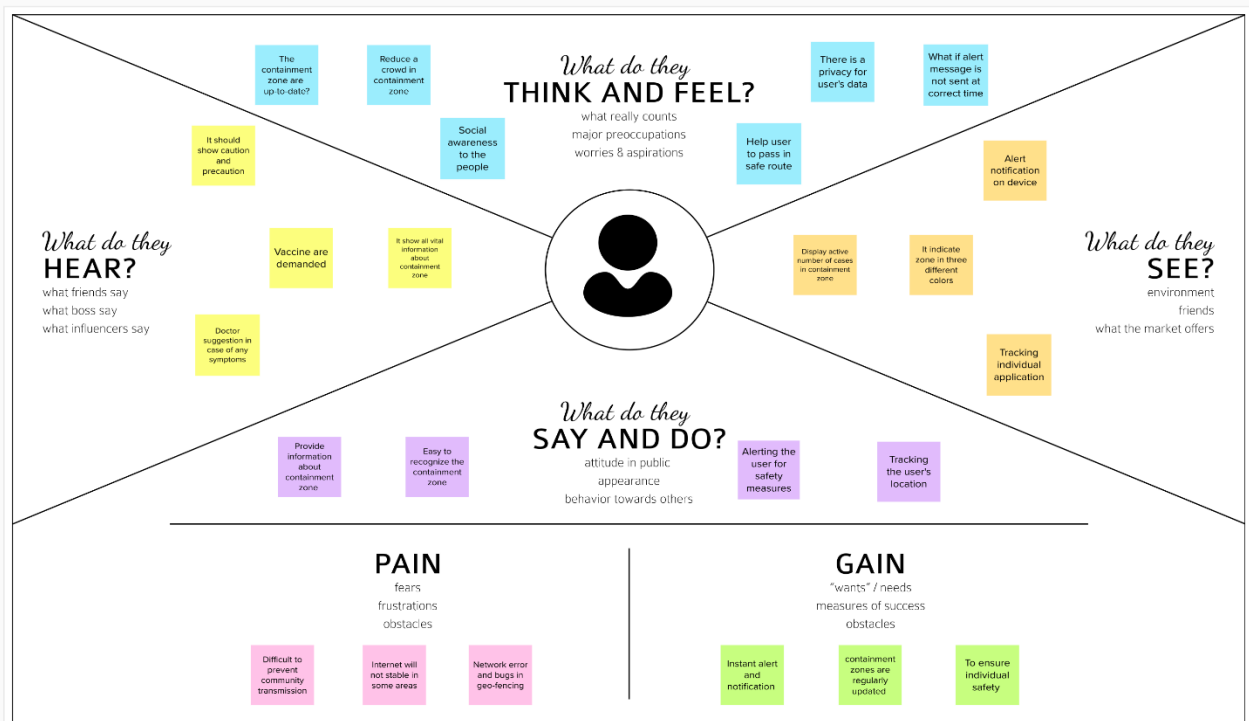 The
containment
zone are
up-to-date?
Reduce a
crowd in
containment
zone
Social
awareness
to the
people
What do they
THINK AND FEEL?
what really counts
major preoccupations
worries & aspirations
There is a
privacy for
user's data
What if alert
message is
not sent at
correct time
Help user
to pass in
safe route
What do they
HEAR?
what friends say
what boss say
what influencers say
It should
show caution
and
precaution
Vaccine are
demanded
It show all vital
information
about
containment
zone
Doctor
suggestion in
case of any
symptoms
Alert
notification
on device
Display active
number of cases
in containment
zone
It indicate
zone in three
different
colors
Tracking
individual
application
What do they
SEE?
environment
friends
what the market offers
What do they
SAY AND DO?
attitude in public
appearance
behavior towards others
Provide
information
about
containment
zone
Easy to
recognize the
containment
zone
Alerting the
user for
safety
measures
Tracking
the user's
location
PAIN
fears
frustrations
obstacles
Difficult to
prevent
community
transmission
Internet will
not stable in
some areas
Network error
and bugs in
geo-fencing
GAIN
"wants" / needs
measures of success
obstacles
Instant alert
and
notification
containment
zones are
regularly
updated
To ensure
individual
safety